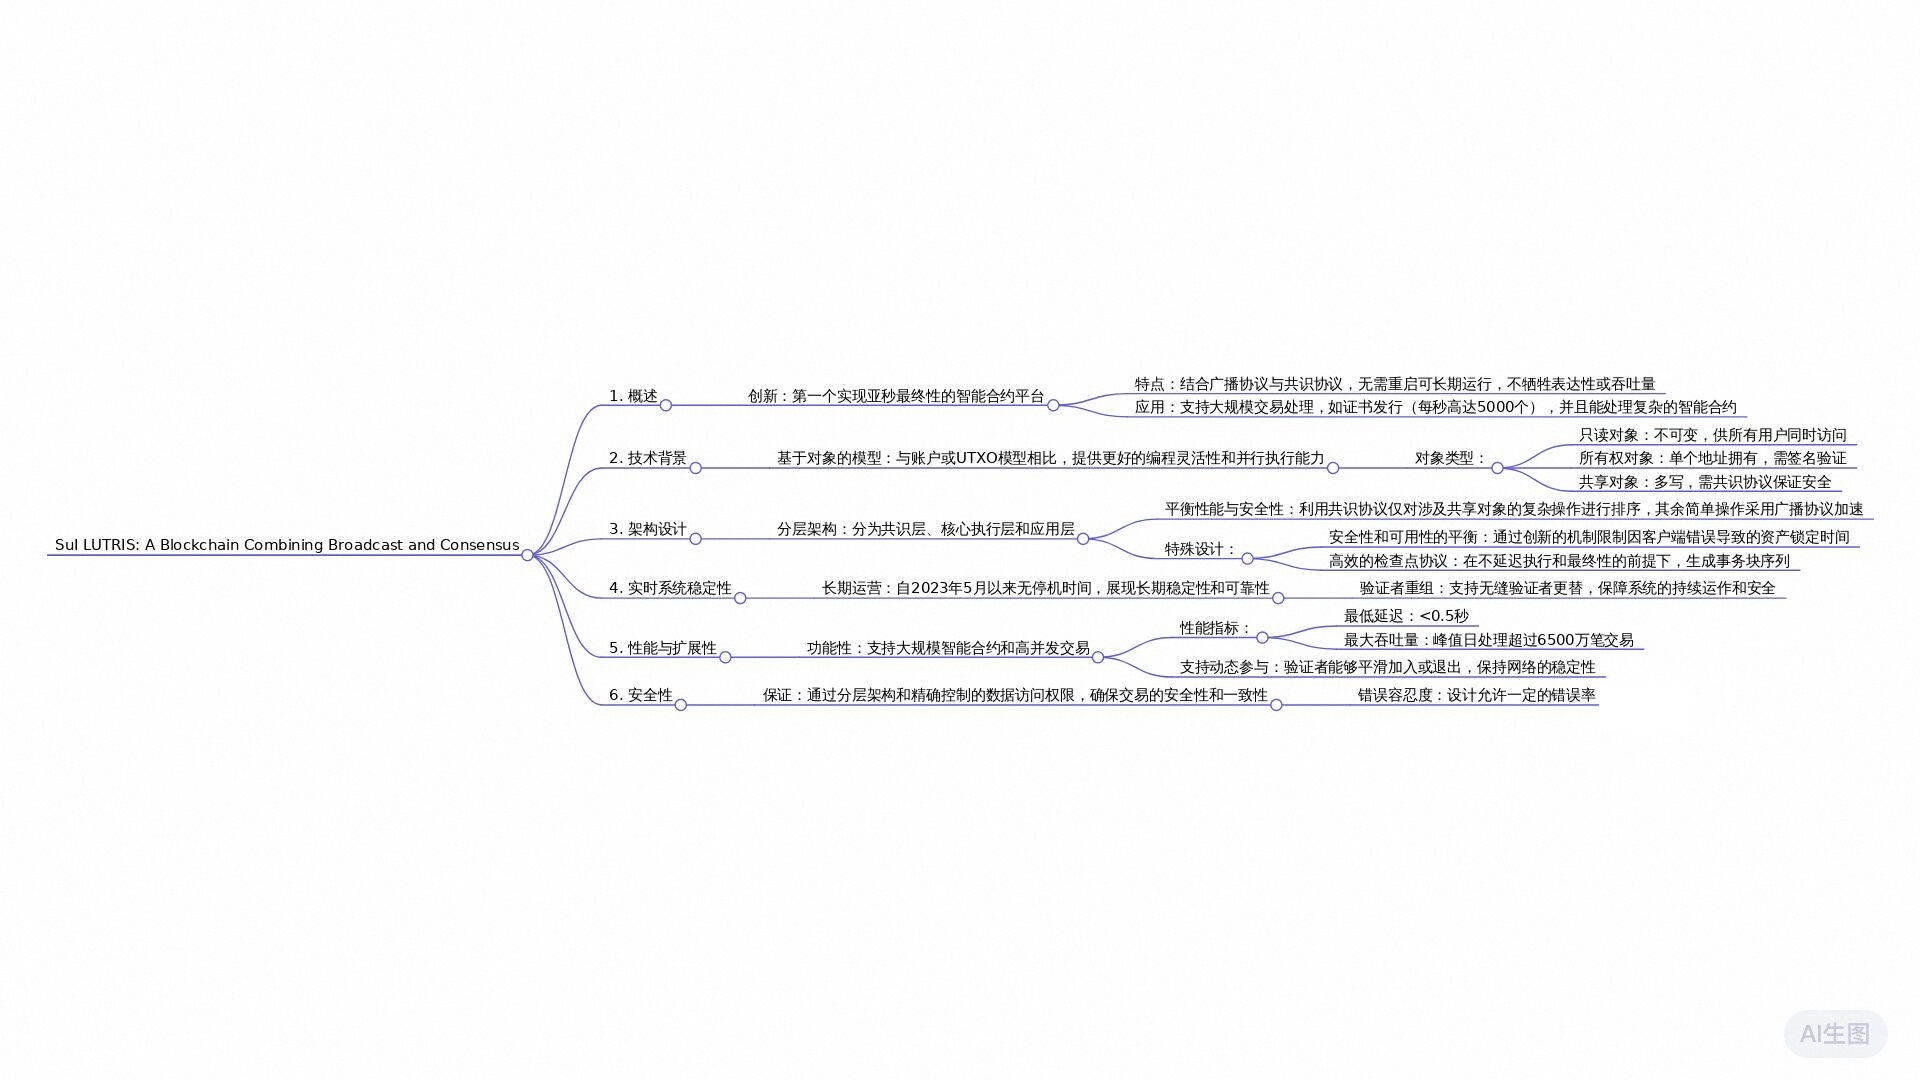 SuI LUTRIS: A Blockchain Combining Broadcast and Consensus
1. 概述
创新：第一个实现亚秒最终性的智能合约平台
特点：结合广播协议与共识协议，无需重启可长期运行，不牺牲表达性或吞吐量
应用：支持大规模交易处理，如证书发行（每秒高达5000个），并且能处理复杂的智能合约
2. 技术背景
基于对象的模型：与账户或UTXO模型相比，提供更好的编程灵活性和并行执行能力
对象类型：
只读对象：不可变，供所有用户同时访问
所有权对象：单个地址拥有，需签名验证
共享对象：多写，需共识协议保证安全
3. 架构设计
分层架构：分为共识层、核心执行层和应用层
平衡性能与安全性：利用共识协议仅对涉及共享对象的复杂操作进行排序，其余简单操作采用广播协议加速
特殊设计：
安全性和可用性的平衡：通过创新的机制限制因客户端错误导致的资产锁定时间
高效的检查点协议：在不延迟执行和最终性的前提下，生成事务块序列
4. 实时系统稳定性
长期运营：自2023年5月以来无停机时间，展现长期稳定性和可靠性
验证者重组：支持无缝验证者更替，保障系统的持续运作和安全
5. 性能与扩展性
功能性：支持大规模智能合约和高并发交易
性能指标：
最低延迟：<0.5秒
最大吞吐量：峰值日处理超过6500万笔交易
支持动态参与：验证者能够平滑加入或退出，保持网络的稳定性
6. 安全性
保证：通过分层架构和精确控制的数据访问权限，确保交易的安全性和一致性
错误容忍度：设计允许一定的错误率
AI生图